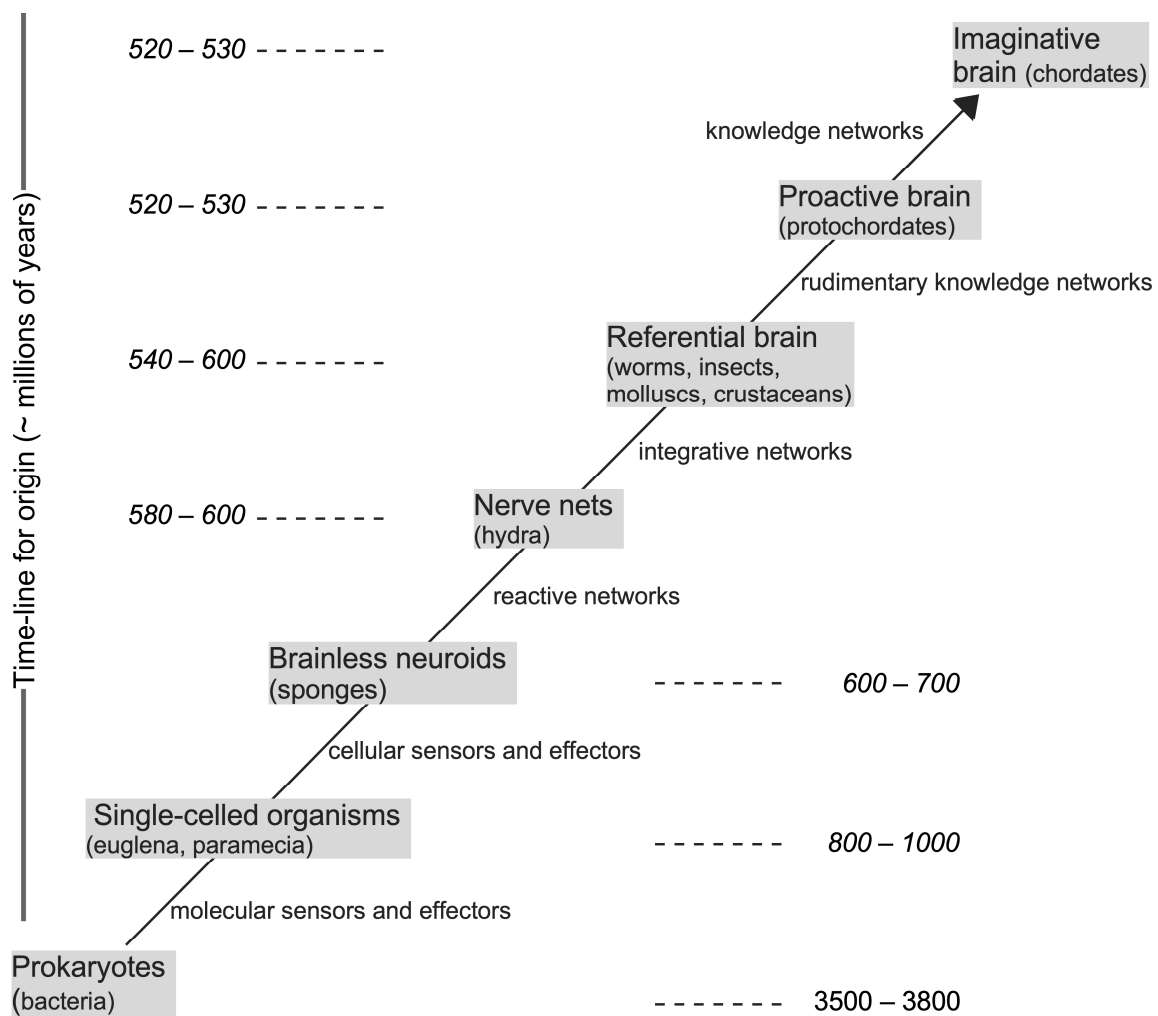 520 – 530
Imaginative
brain (chordates)
knowledge networks
520 – 530
Proactive brain
(protochordates)
rudimentary knowledge networks
540 – 600
Referential brain
(worms, insects,
molluscs, crustaceans)
integrative networks
580 – 600
Nerve nets
(hydra)
reactive networks
Brainless neuroids
(sponges)
600 – 700
cellular sensors and effectors
Single-celled organisms
(euglena, paramecia)
800 – 1000
molecular sensors and effectors
Prokaryotes
(bacteria)
3500 – 3800
Time-line for origin (~ millions of years)